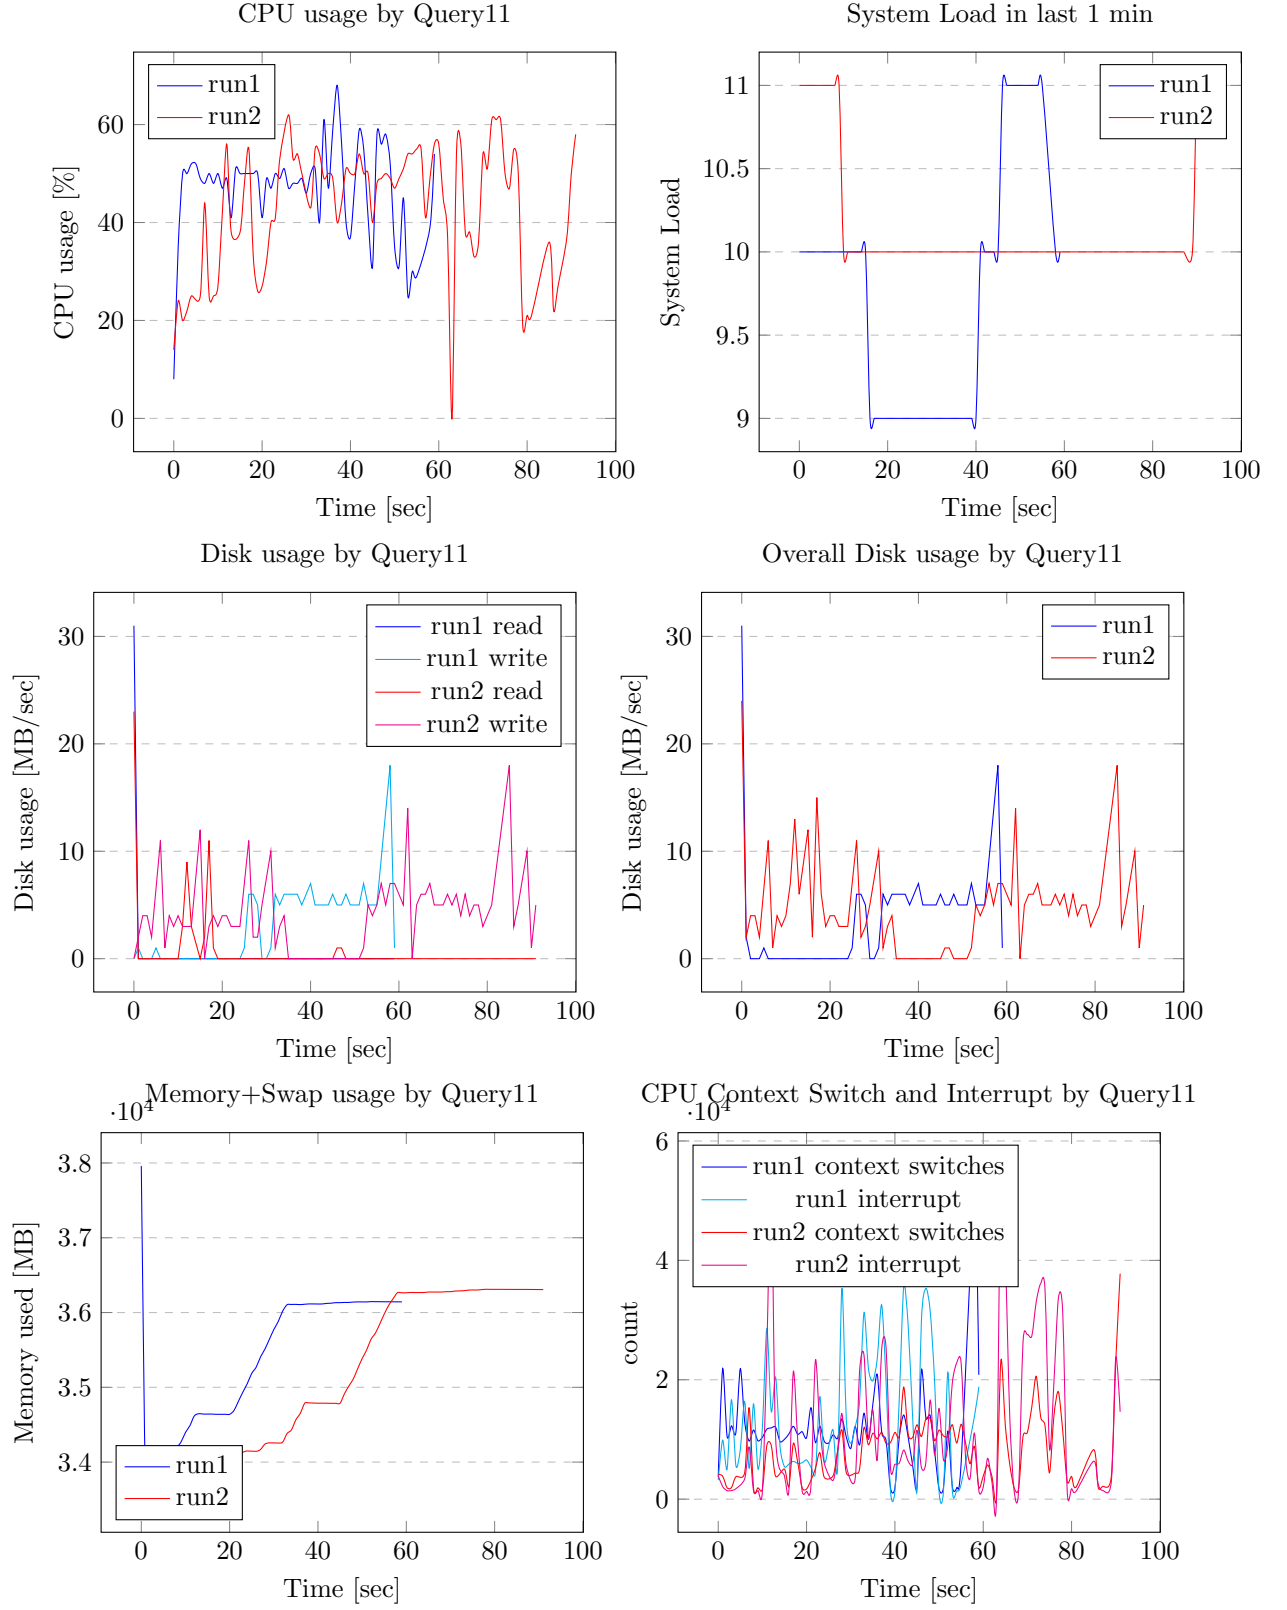 CPU usage by Query11
run1
run2
CPU usage [%]
60
40
20
0
0 20 40 60 80 100
Time [sec]
System Load in last 1 min
run1
run2
System Load
11
10.5
10
9.5
9
0 20 40 60 80 100
Time [sec]
Disk usage by Query11
run1 read
run1 write
run2 read
run2 write
Disk usage [MB/sec]
30
20
10
0
0 20 40 60 80 100
Time [sec]
Overall Disk usage by Query11
run1
run2
Disk usage [MB/sec]
30
20
10
0
0 20 40 60 80 100
Time [sec]
Memory+Swap usage by Query11
·10⁴
Memory used [MB]
3.8
3.7
3.6
3.5
3.4
run1
run2
0 20 40 60 80 100
Time [sec]
CPU Context Switch and Interrupt by Query11
·10⁴
run1 context switches
run1 interrupt
run2 context switches
run2 interrupt
count
6
4
2
0
0 20 40 60 80 100
Time [sec]